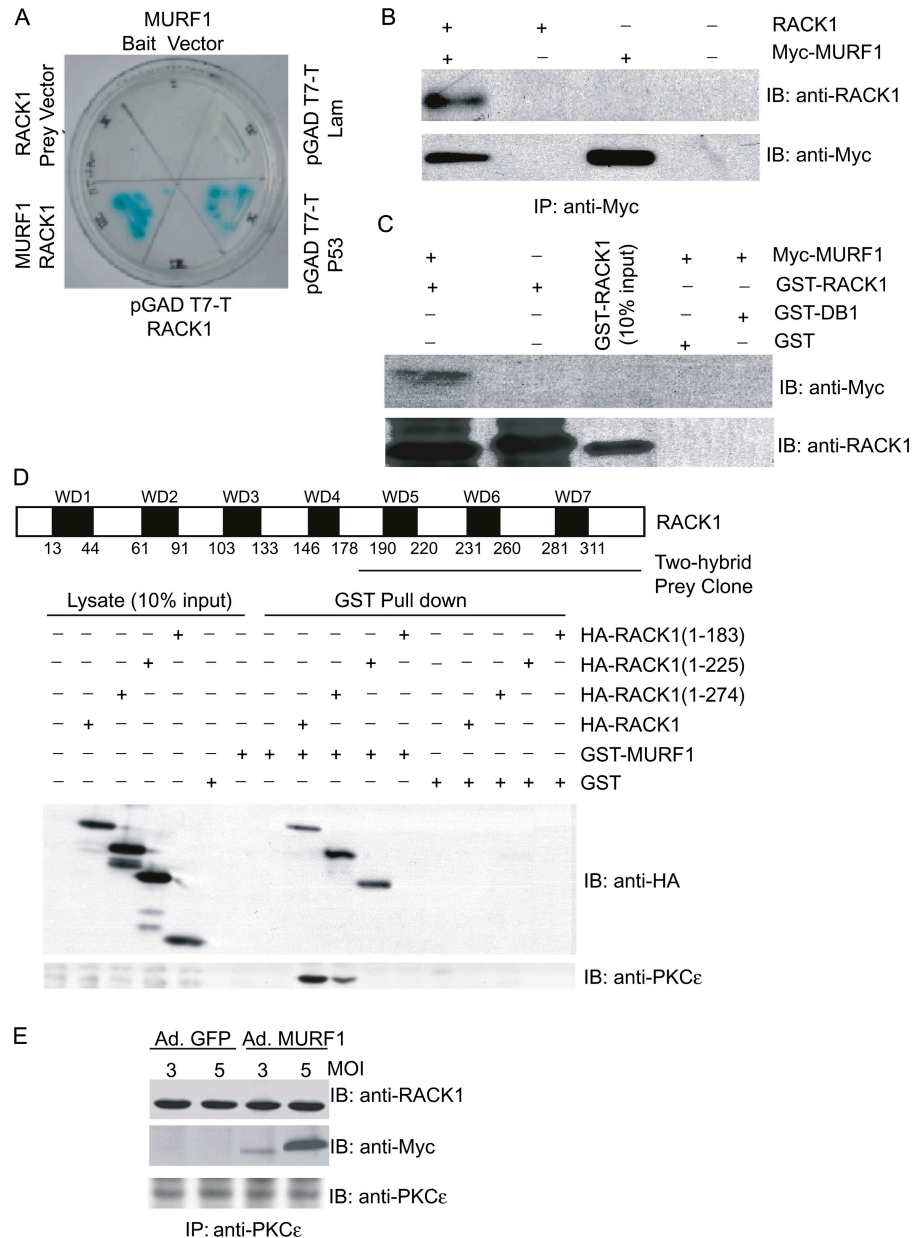 A
MURF1
Bait Vector
RACK1
Prey Vector
pGAD T7-T
Lam
MURF1
RACK1
pGAD T7-T
P53
pGAD T7-T
RACK1
B
+ + – – RACK1
+ – + – Myc-MURF1
IB: anti-RACK1
IB: anti-Myc
IP: anti-Myc
C
GST-RACK1
(10% input)
+ – + + Myc-MURF1
+ + – – GST-RACK1
– – – + GST-DB1
– – + – GST
IB: anti-Myc
IB: anti-RACK1
D
WD1 WD2 WD3 WD4 WD5 WD6 WD7
RACK1
13 44 61 91 103 133 146 178 190 220 231 260 281 311
Two-hybrid
Prey Clone
Lysate (10% input) GST Pull down
– – – – + – – – – – – + – – – – + HA-RACK1(1-183)
– – – + – – – – – – + – – – – + – HA-RACK1(1-225)
– – + – – – – – – + – – – – + – – HA-RACK1(1-274)
– + – – – – – – + – – – – + – – – HA-RACK1
– – – – – – + + + + + + – – – – – GST-MURF1
– – – – – + – – – – – – + + + + + GST
IB: anti-HA
IB: anti-PKCε
E
Ad. GFP Ad. MURF1
3 5 3 5 MOI
IB: anti-RACK1
IB: anti-Myc
IB: anti-PKCε
IP: anti-PKCε